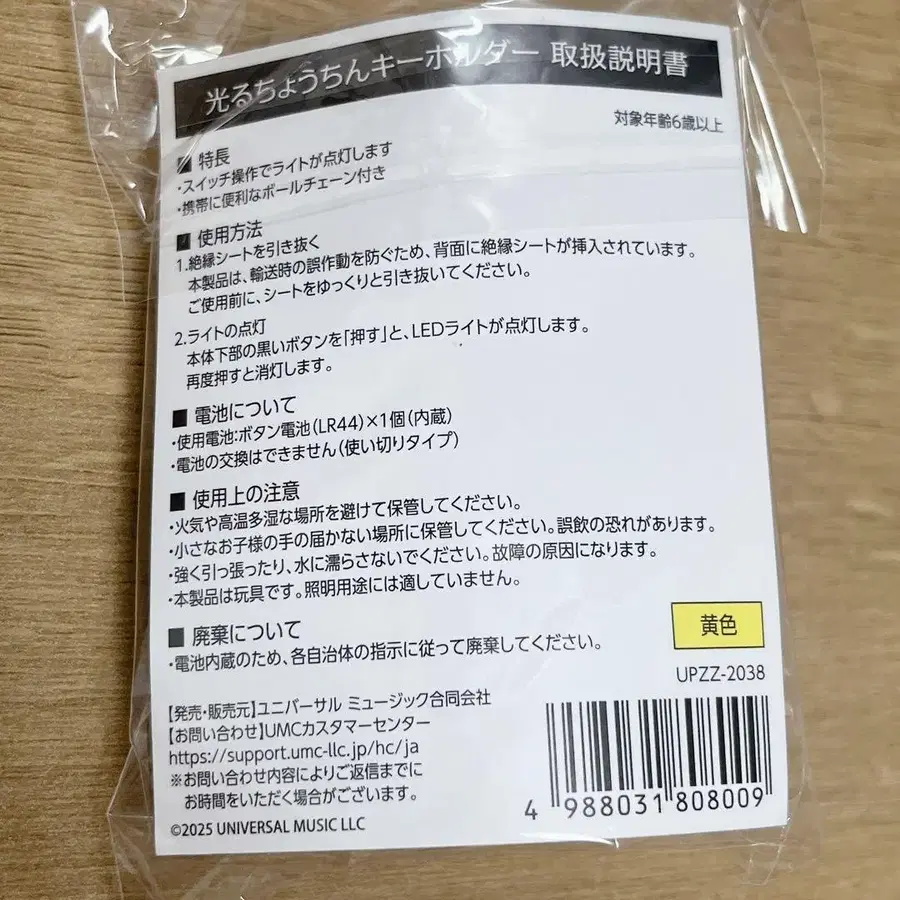 光るちょうちんキーホルダー 取扱説明書
対象年齢6歳以上
■ 特長
・スイッチ操作でライトが点灯します
・携帯に便利なボールチェーン付き
■ 使用方法
1.絶縁シートを引き抜く
本製品は、輸送時の誤作動を防ぐため、背面に絶縁シートが挿入されています。
ご使用前に、シートをゆっくりと引き抜いてください。
2.ライトの点灯
本体下部の黒いボタンを「押す」と、LEDライトが点灯します。
再度押すと消灯します。
■ 電池について
・使用電池:ボタン電池(LR44)×1個(内蔵)
・電池の交換はできません(使い切りタイプ)
■ 使用上の注意
・火気や高温多湿な場所を避けて保管してください。
・小さなお子様の手の届かない場所に保管してください。誤飲の恐れがあります。
・強く引っ張ったり、水に濡らさないでください。故障の原因になります。
・本製品は玩具です。照明用途には適していません。
■ 廃棄について
・電池内蔵のため、各自治体の指示に従って廃棄してください。
黄色
UPZZ-2038
【発売・販売元】ユニバーサル ミュージック合同会社
【お問い合わせ】UMCカスタマーセンター
https://support.umc-llc.jp/hc/ja
※お問い合わせ内容によりご返信までに
お時間をいただく場合がございます。
©2025 UNIVERSAL MUSIC LLC
4 988031 808009